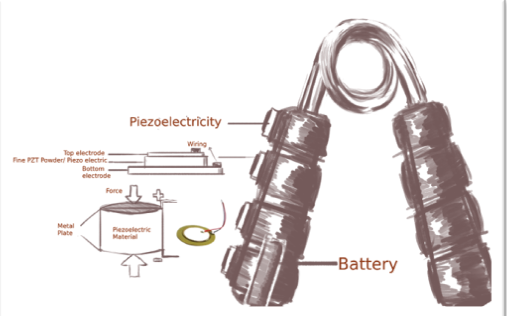 Piezoelectricity
Wiring
Top electrode
Fine PZT Powder/ Piezo electric
Bottom
electrode
Force
Metal
Plate
Piezoelectric
Material
Battery